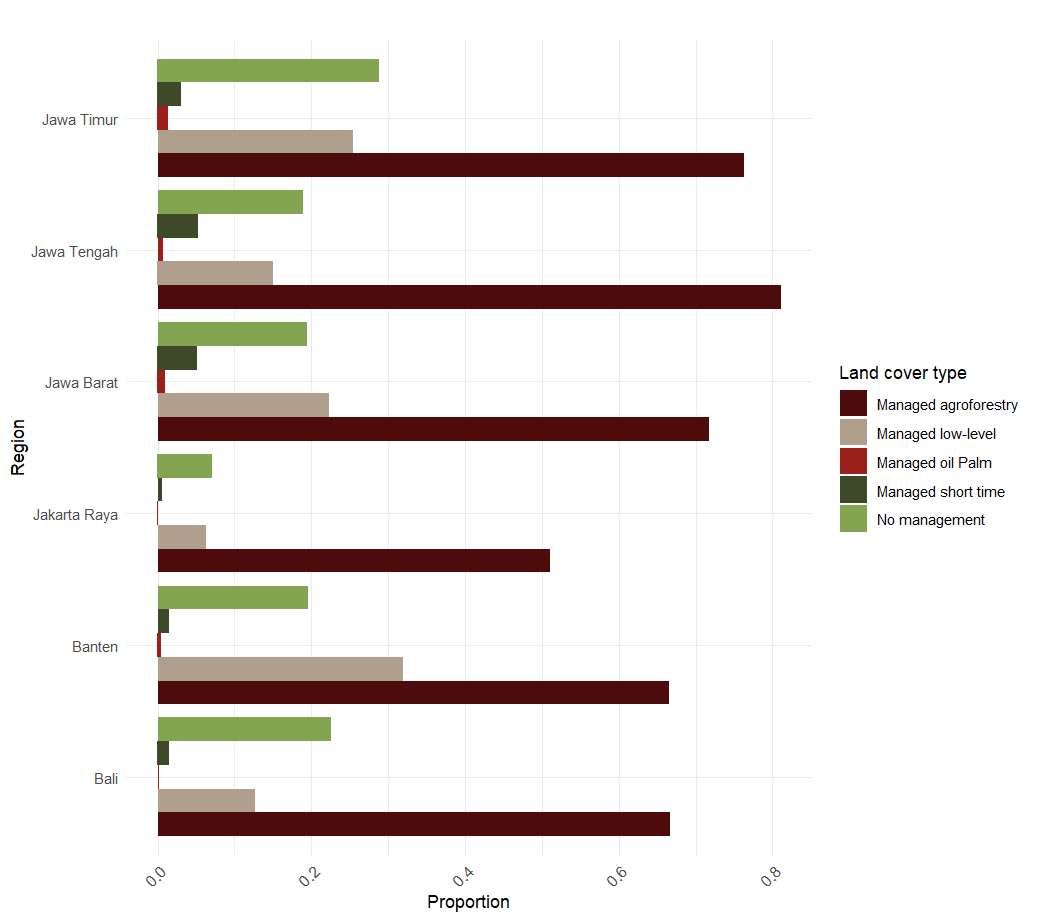 Jawa Timur
Jawa Tengah
Jawa Barat
Jakarta Raya
Banten
Bali
Region
0.0
0.2
0.4
0.6
0.8
Proportion
Land cover type
Managed agroforestry
Managed low-level
Managed oil Palm
Managed short time
No management